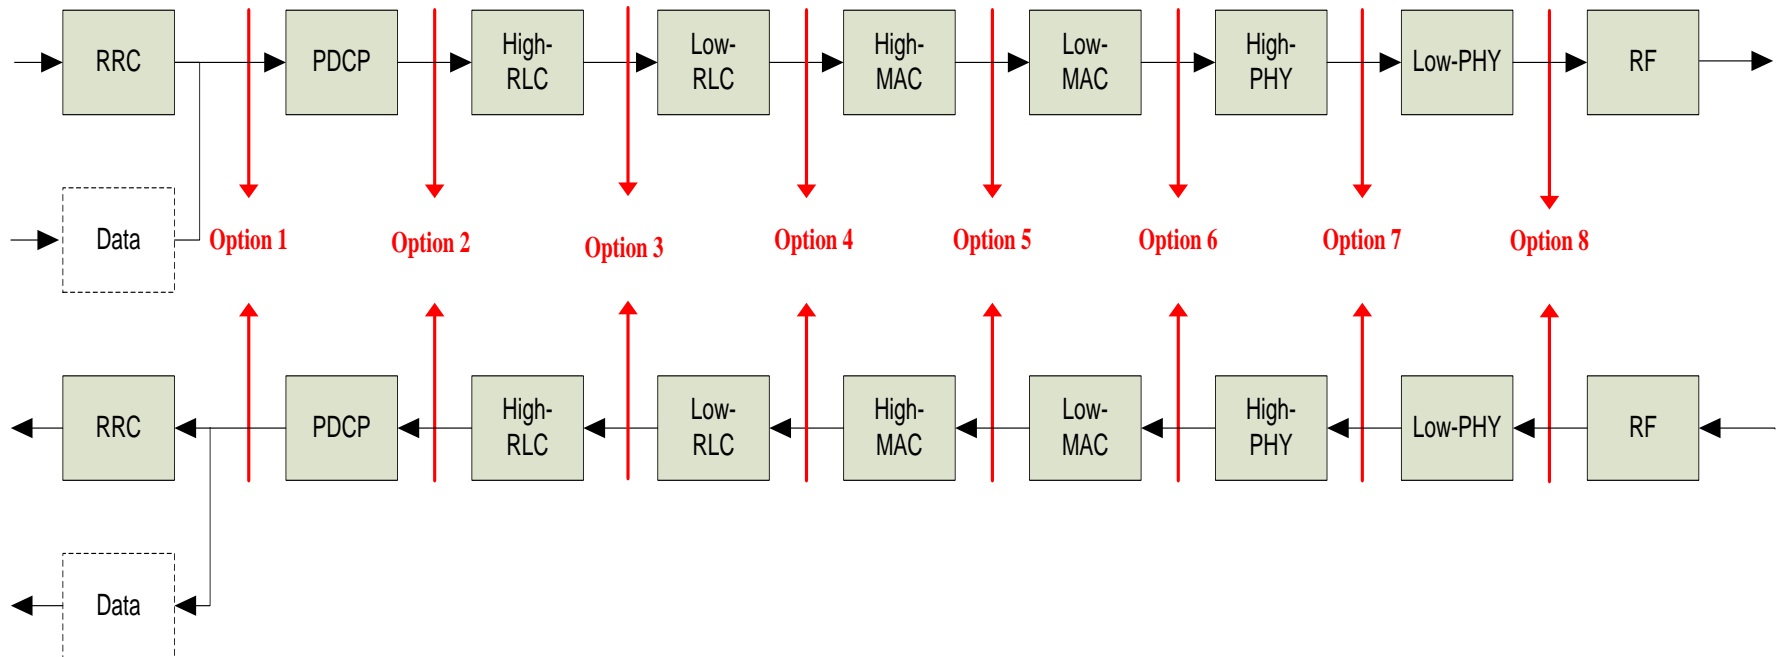 RRC
PDCP
High-
RLC
Low-
RLC
High-
MAC
Low-
MAC
High-
PHY
Low-PHY
RF
Data
Option 1
Option 2
Option 3
Option 4
Option 5
Option 6
Option 7
Option 8
RRC
PDCP
High-
RLC
Low-
RLC
High-
MAC
Low-
MAC
High-
PHY
Low-PHY
RF
Data